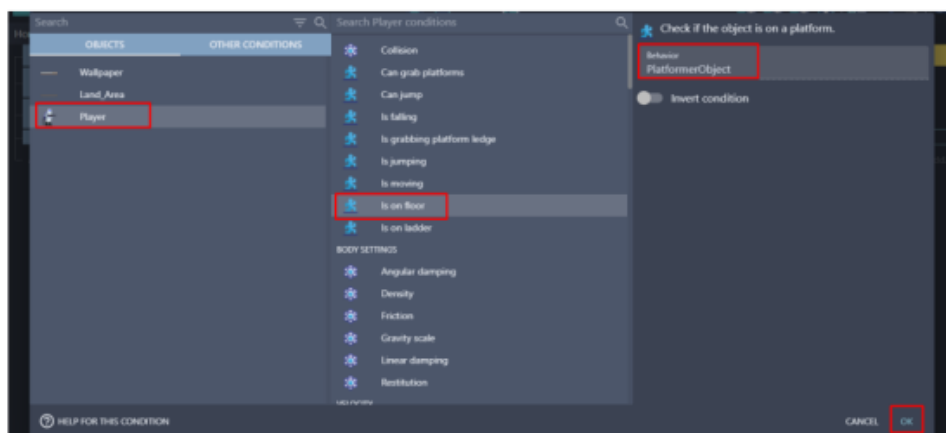 Search
OBJECTS
OTHER CONDITIONS
Wallpaper
Land_Area
Player
Search Player conditions
Collision
Can grab platforms
Can jump
Is falling
Is grabbing platform ledge
Is jumping
Is moving
Is on floor
Is on ladder
BODY SETTINGS
Angular damping
Density
Friction
Gravity scale
Linear damping
Restitution
VELOCITY
Check if the object is on a platform.
Behavior
PlatformerObject
Invert condition
HELP FOR THIS CONDITION
CANCEL
OK